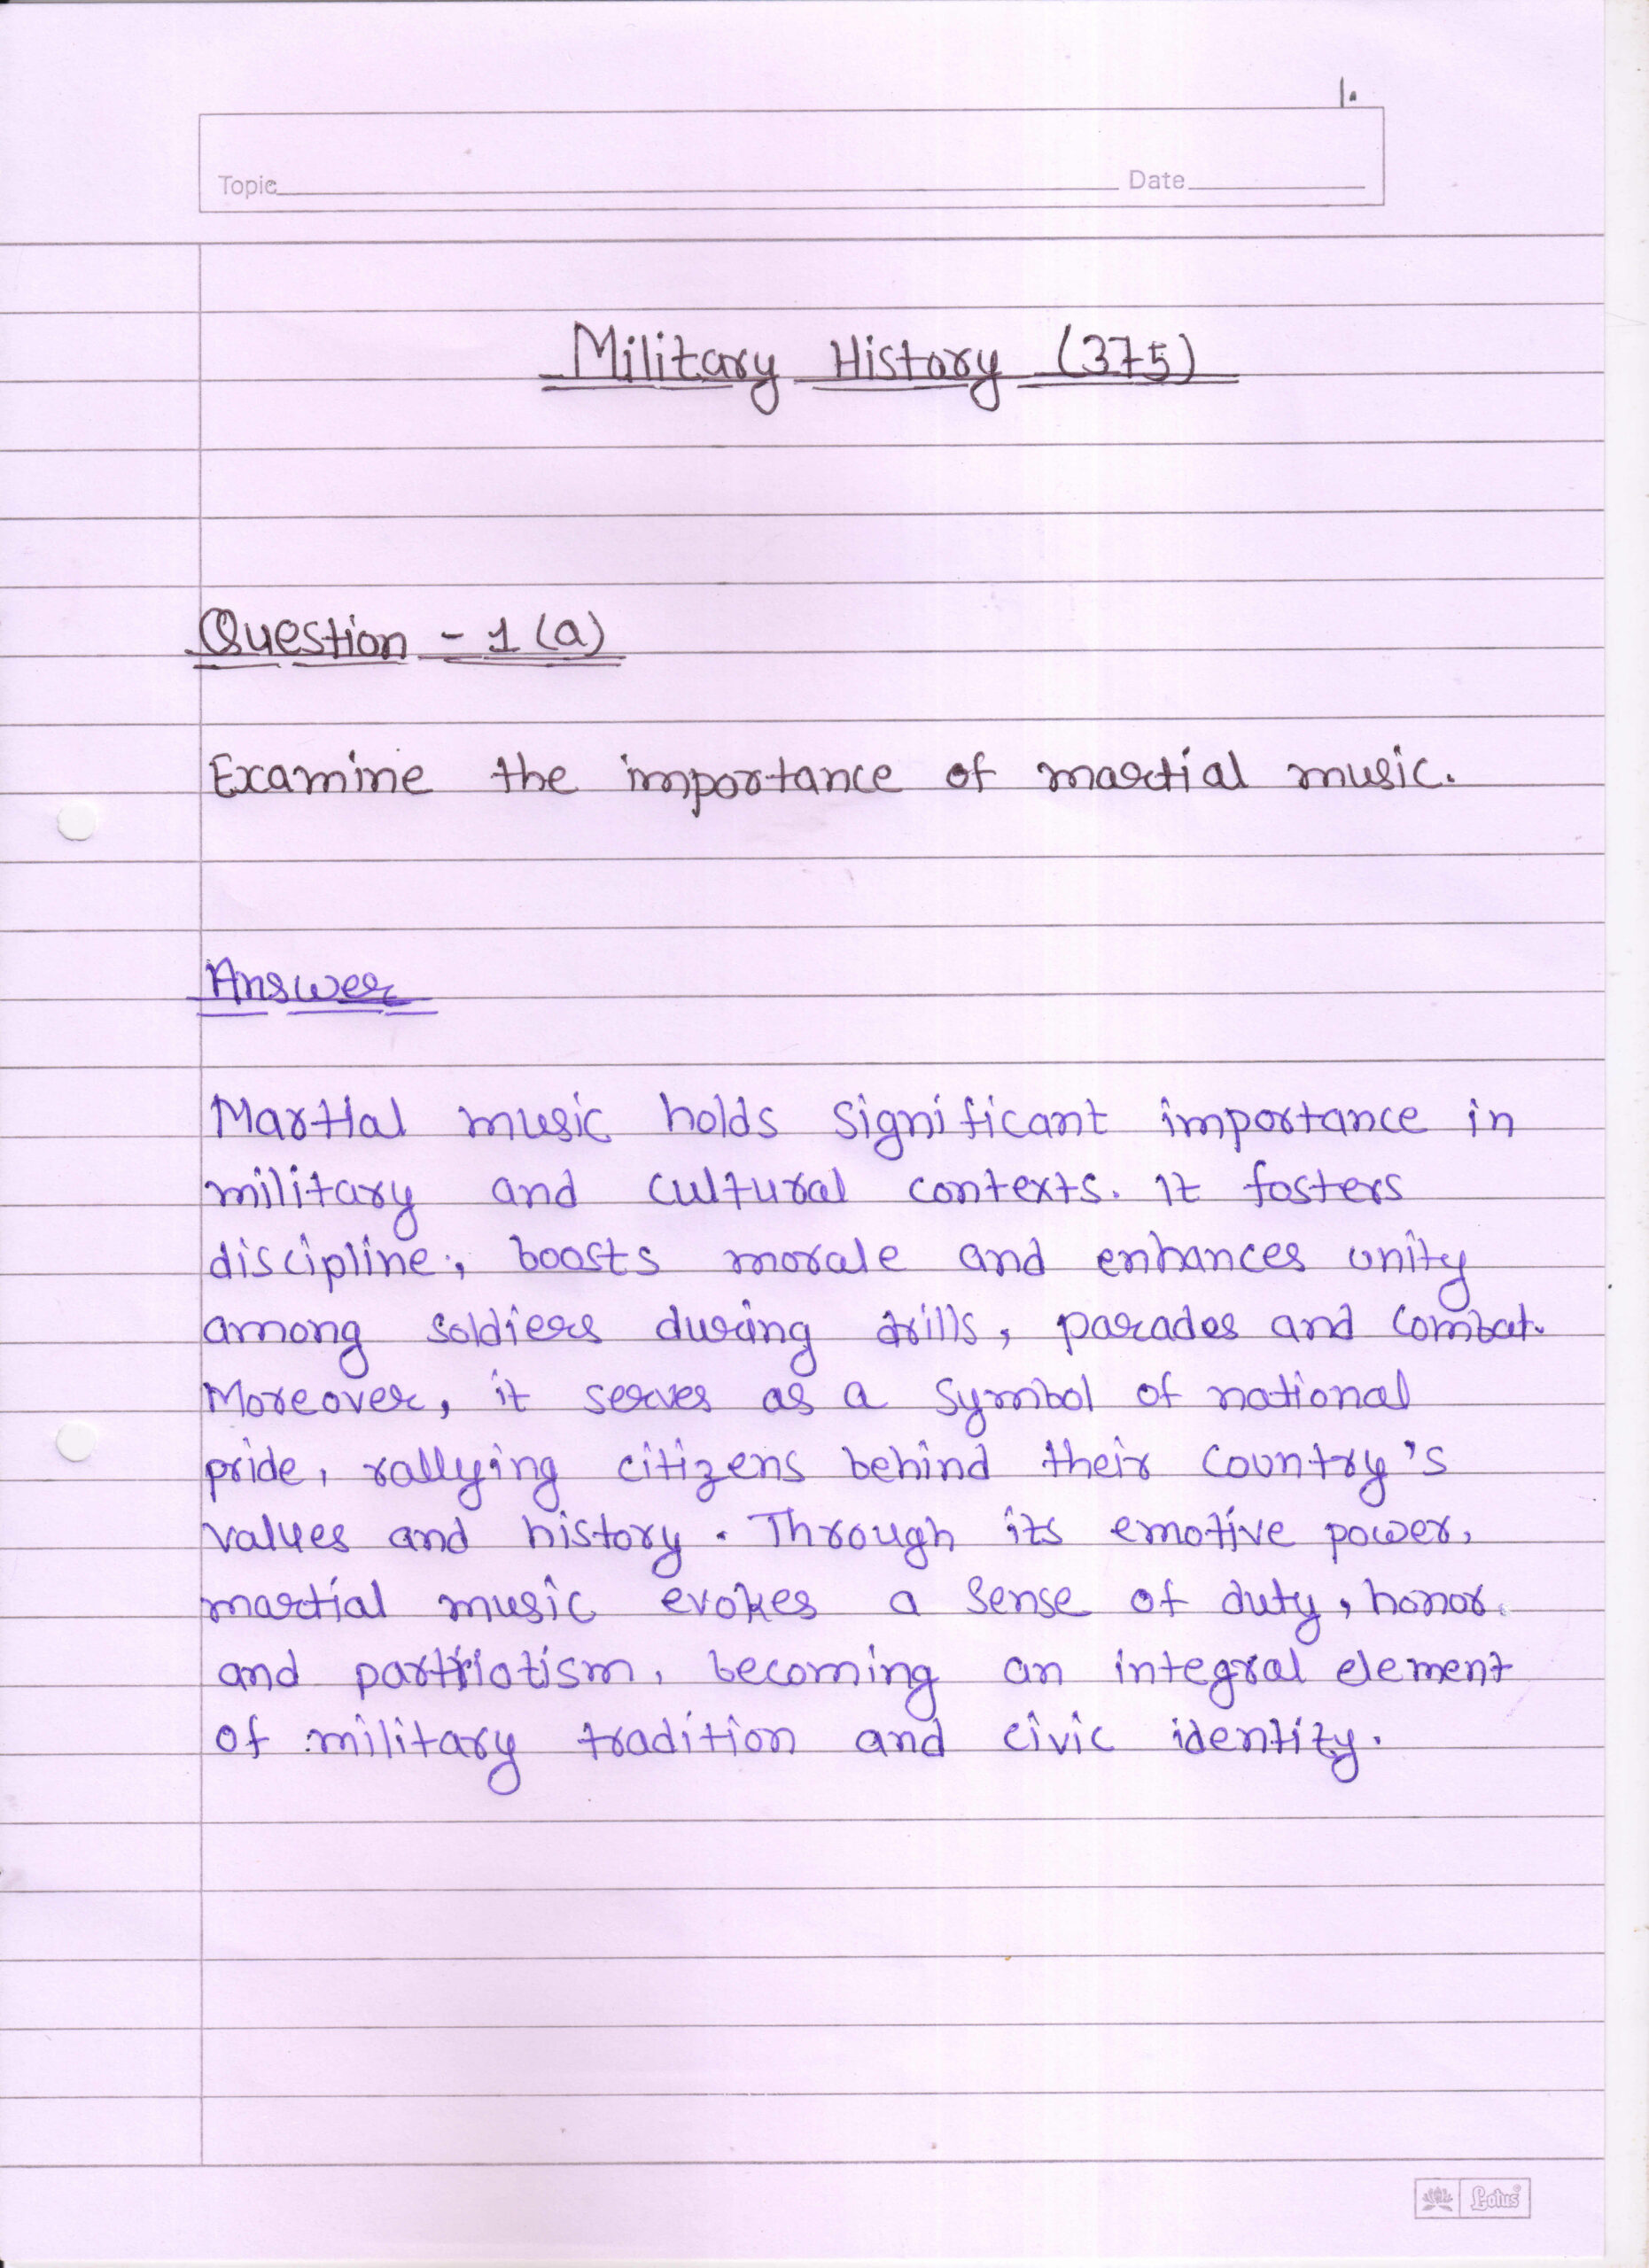 1.
Topic Date
Military History (375)
Question - 1 (a)
Examine the importance of martial music.
Answer
Martial music holds significant importance in
military and cultural contexts. It fosters
discipline, boosts morale and enhances unity
among soldiers during drills, parades and combat.
Moreover, it serves as a symbol of national
pride, rallying citizens behind their country's
values and history. Through its emotive power,
martial music evokes a sense of duty, honor
and partriotism, becoming an integral element
of military tradition and civic identity.
Lotus